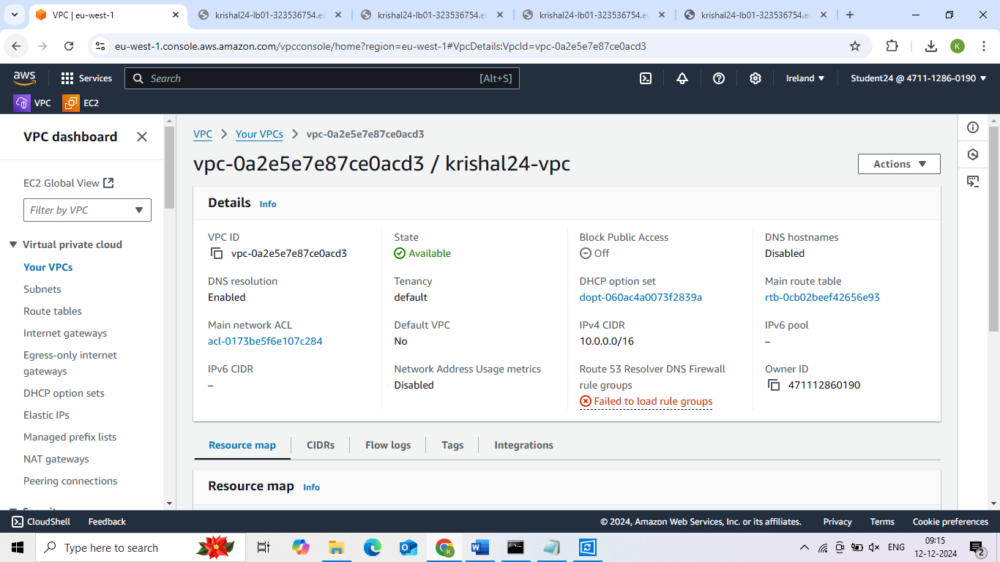 VPC | eu-west-1
krishal24-lb01-323536754.eu
krishal24-lb01-323536754.eu
krishal24-lb01-323536754.eu
krishal24-lb01-323536754.eu
eu-west-1.console.aws.amazon.com/vpcconsole/home?region=eu-west-1#VpcDetails:VpcId=vpc-0a2e5e7e87ce0acd3
K
aws
Services
Search
[Alt+S]
Ireland
Student24 @ 4711-1286-0190
VPC
EC2
VPC dashboard
EC2 Global View
Filter by VPC
Virtual private cloud
Your VPCs
Subnets
Route tables
Internet gateways
Egress-only internet
gateways
DHCP option sets
Elastic IPs
Managed prefix lists
NAT gateways
Peering connections
VPC
Your VPCs
vpc-0a2e5e7e87ce0acd3
vpc-0a2e5e7e87ce0acd3 / krishal24-vpc
Actions
Details Info
VPC ID
vpc-0a2e5e7e87ce0acd3
State
Available
Block Public Access
Off
DNS hostnames
Disabled
DNS resolution
Enabled
Tenancy
default
DHCP option set
dopt-060ac4a0073f2839a
Main route table
rtb-0cb02beef42656e93
Main network ACL
acl-0173be5f6e107c284
Default VPC
No
IPv4 CIDR
10.0.0.0/16
IPv6 pool
–
IPv6 CIDR
–
Network Address Usage metrics
Disabled
Route 53 Resolver DNS Firewall
rule groups
Failed to load rule groups
Owner ID
471112860190
Resource map
CIDRs
Flow logs
Tags
Integrations
Resource map Info
CloudShell
Feedback
© 2024, Amazon Web Services, Inc. or its affiliates.
Privacy
Terms
Cookie preferences
Type here to search
ENG
09:15
12-12-2024
2